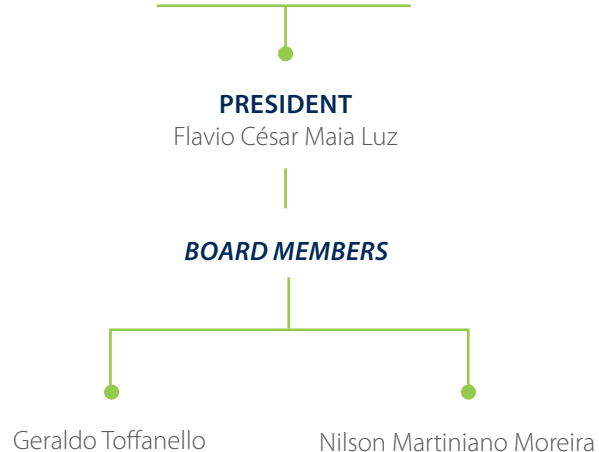 PRESIDENT
Flavio César Maia Luz
BOARD MEMBERS
Geraldo Toffanello
Nilson Martiniano Moreira